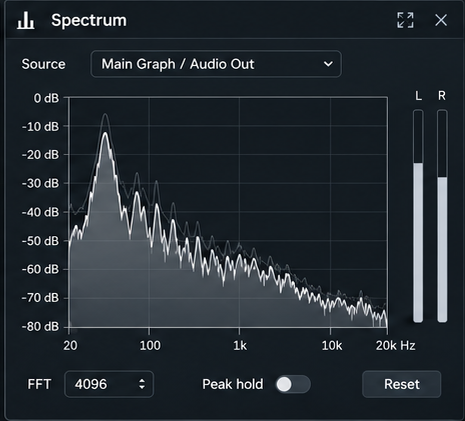 Spectrum
Source Main Graph / Audio Out
L R
0 dB
-10 dB
-20 dB
-30 dB
-40 dB
-50 dB
-60 dB
-70 dB
-80 dB
20 100 1k 10k 20k Hz
FFT 4096 Peak hold Reset